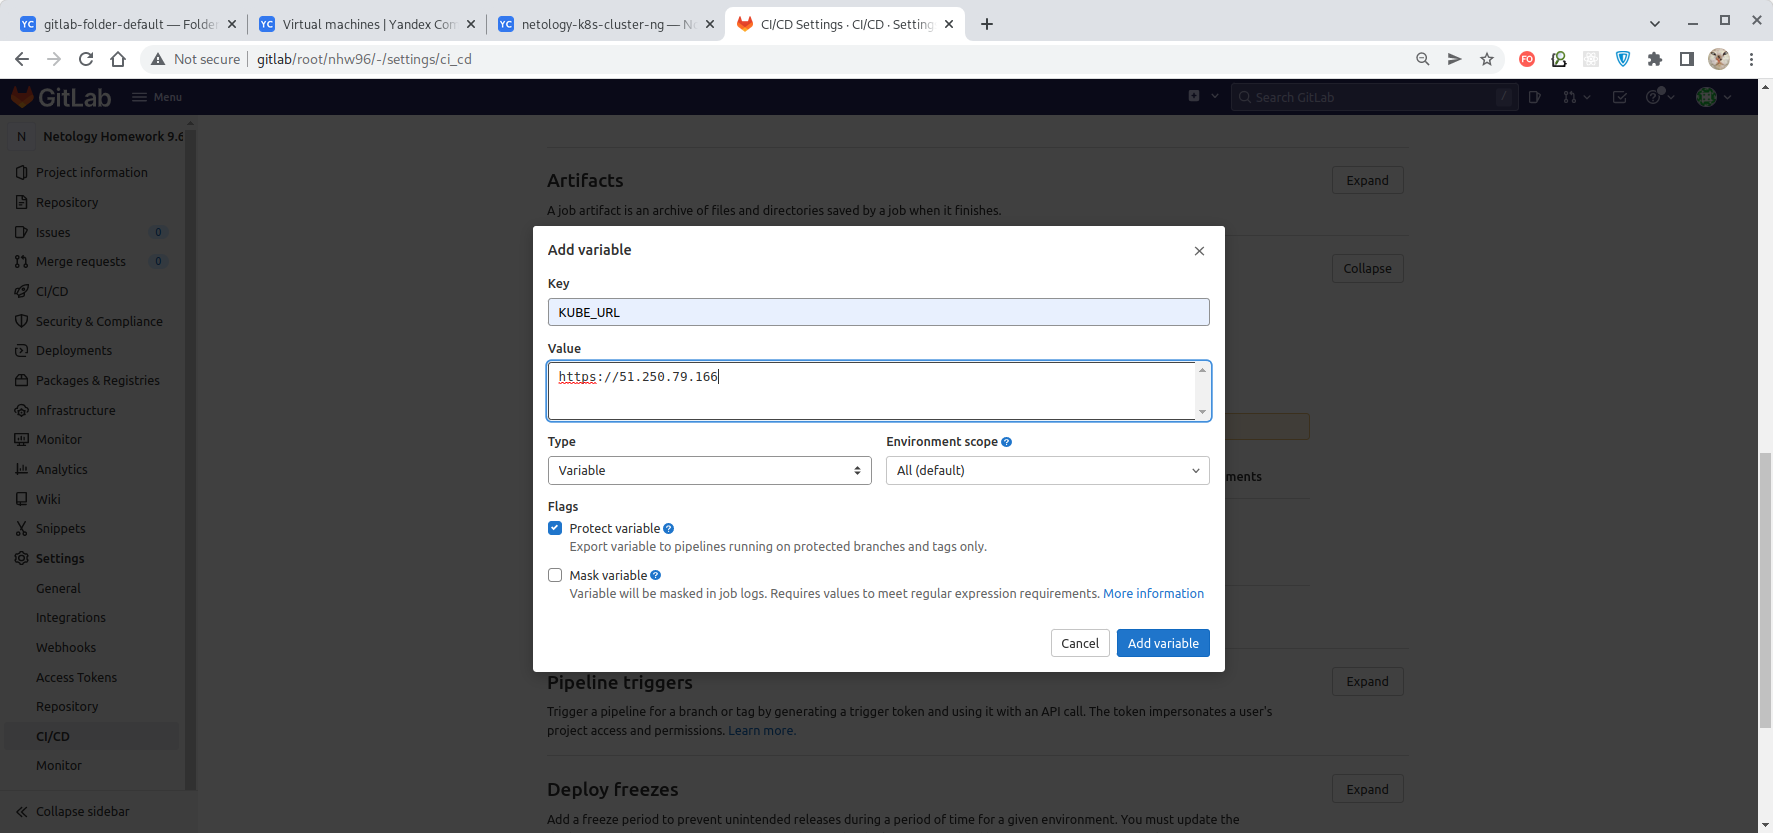 gitlab-folder-default — Folder
Virtual machines | Yandex Com
netology-k8s-cluster-ng — Ne
CI/CD Settings · CI/CD · Setting
Not secure
gitlab/root/nhw96/-/settings/ci_cd
FO
GitLab
Menu
Search GitLab
/
N
Netology Homework 9.6
Project information
Repository
Issues
0
Merge requests
0
CI/CD
Security & Compliance
Deployments
Packages & Registries
Infrastructure
Monitor
Analytics
Wiki
Snippets
Settings
General
Integrations
Webhooks
Access Tokens
Repository
CI/CD
Monitor
Collapse sidebar
Artifacts
Expand
A job artifact is an archive of files and directories saved by a job when it finishes.
Collapse
Add variable
Key
KUBE_URL
Value
https://51.250.79.166
Type
Environment scope
Variable
All (default)
ments
Flags
Protect variable
Export variable to pipelines running on protected branches and tags only.
Mask variable
Variable will be masked in job logs. Requires values to meet regular expression requirements. More information
Cancel
Add variable
Pipeline triggers
Expand
Trigger a pipeline for a branch or tag by generating a trigger token and using it with an API call. The token impersonates a user's
project access and permissions. Learn more.
Deploy freezes
Expand
Add a freeze period to prevent unintended releases during a period of time for a given environment. You must update the